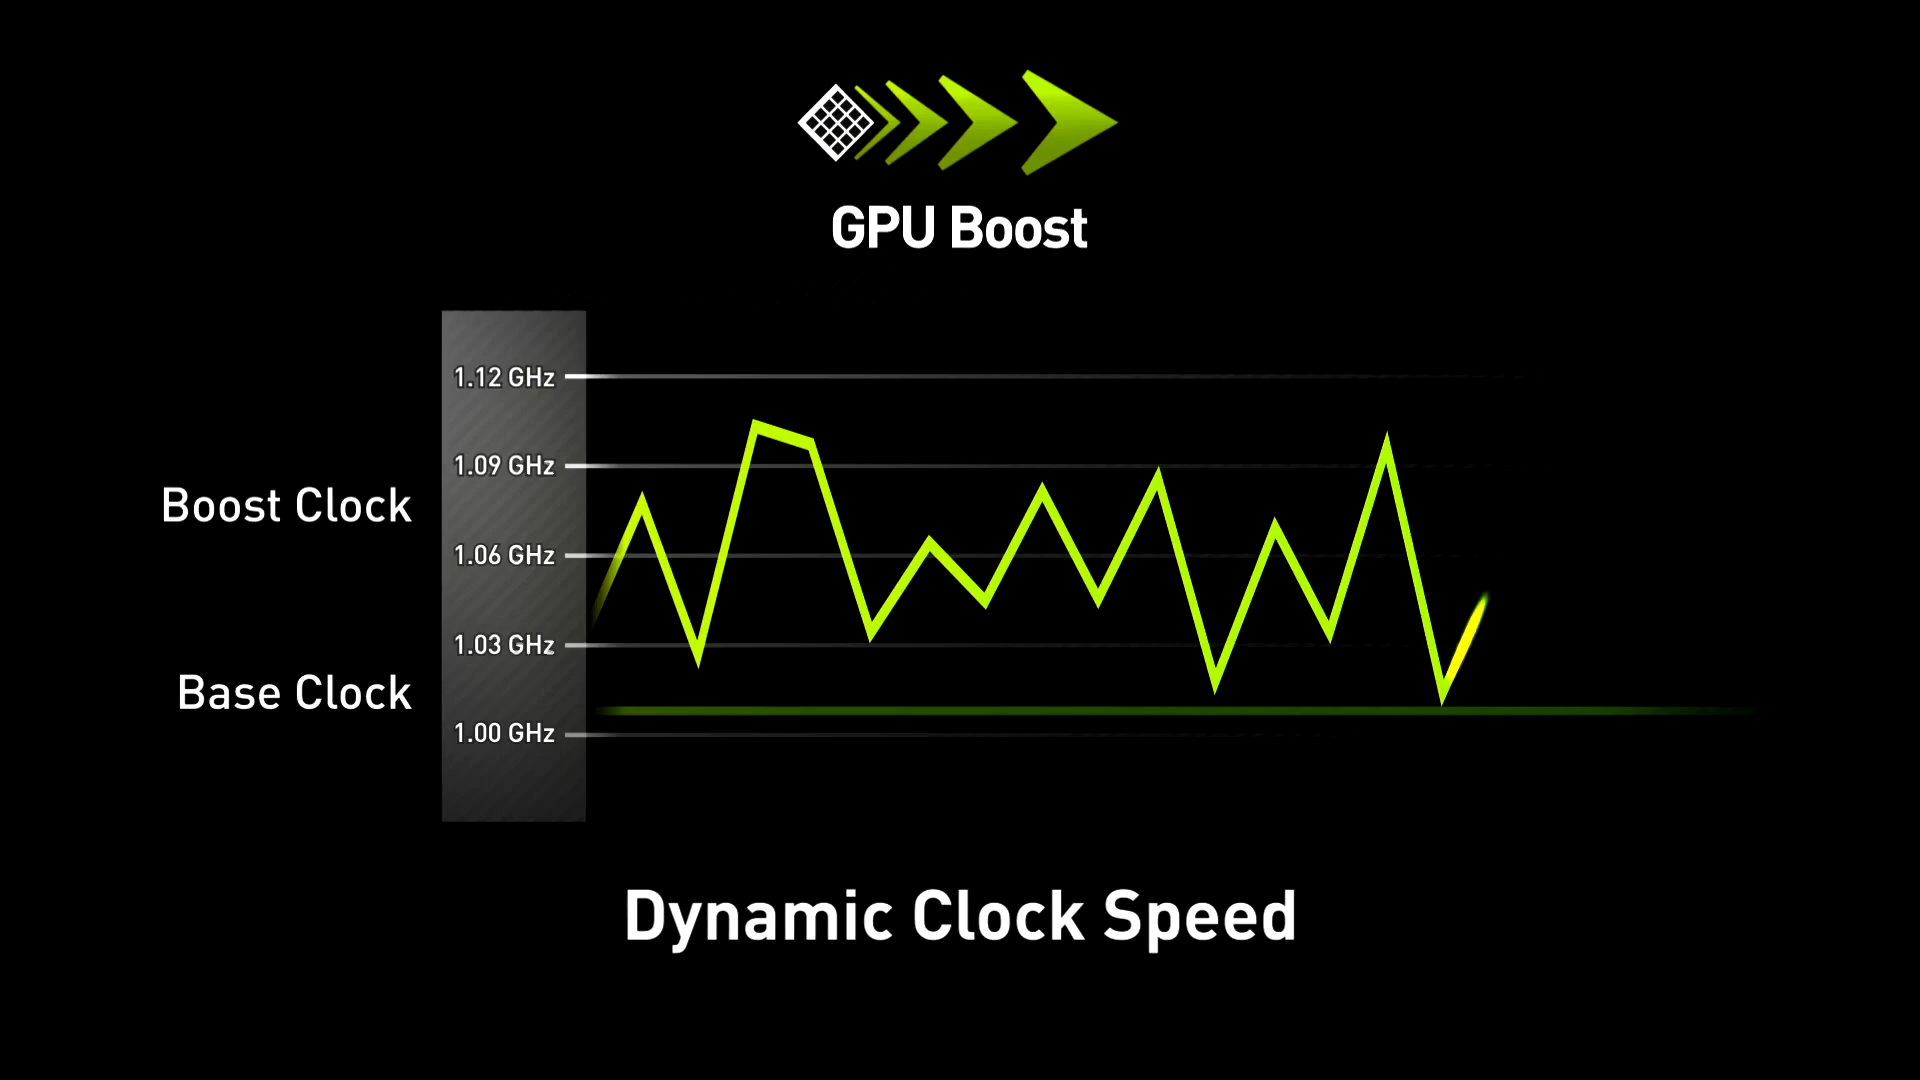 GPU Boost
1.12 GHz
1.09 GHz
Boost Clock
1.06 GHz
1.03 GHz
Base Clock
1.00 GHz
Dynamic Clock Speed